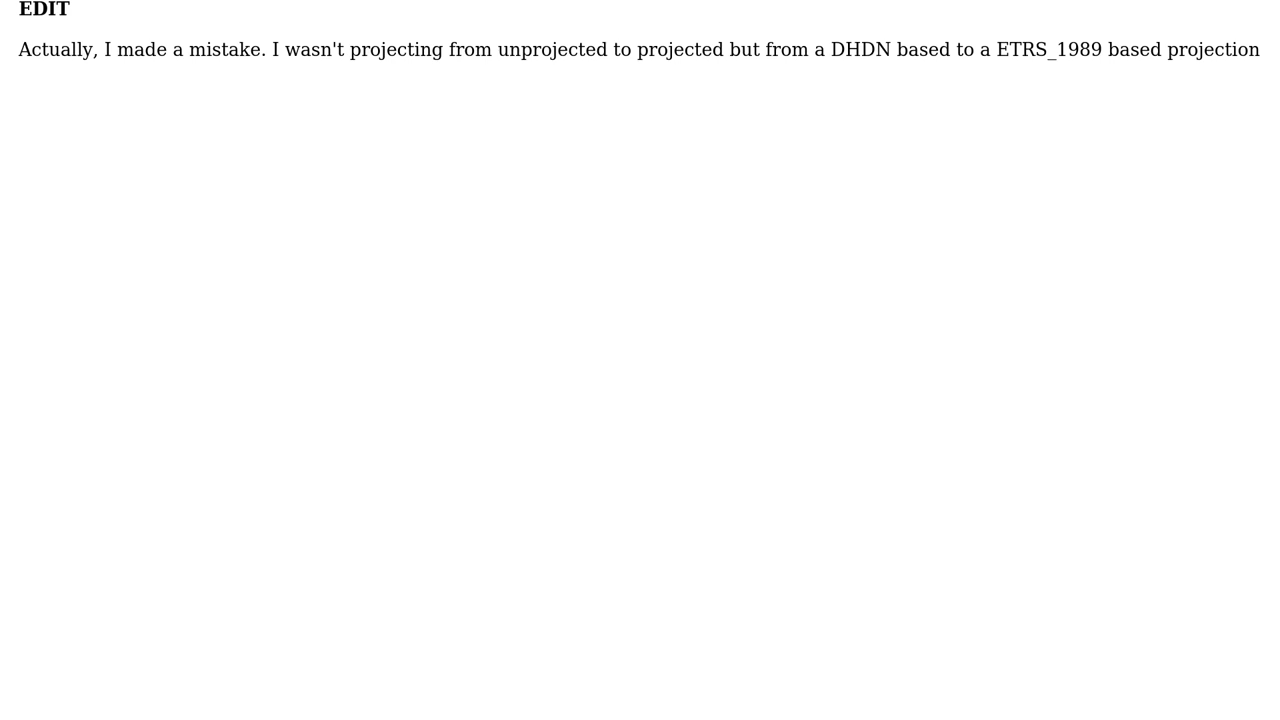 EDIT
Actually, I made a mistake. I wasn't projecting from unprojected to projected but from a DHDN based to a ETRS_1989 based projection